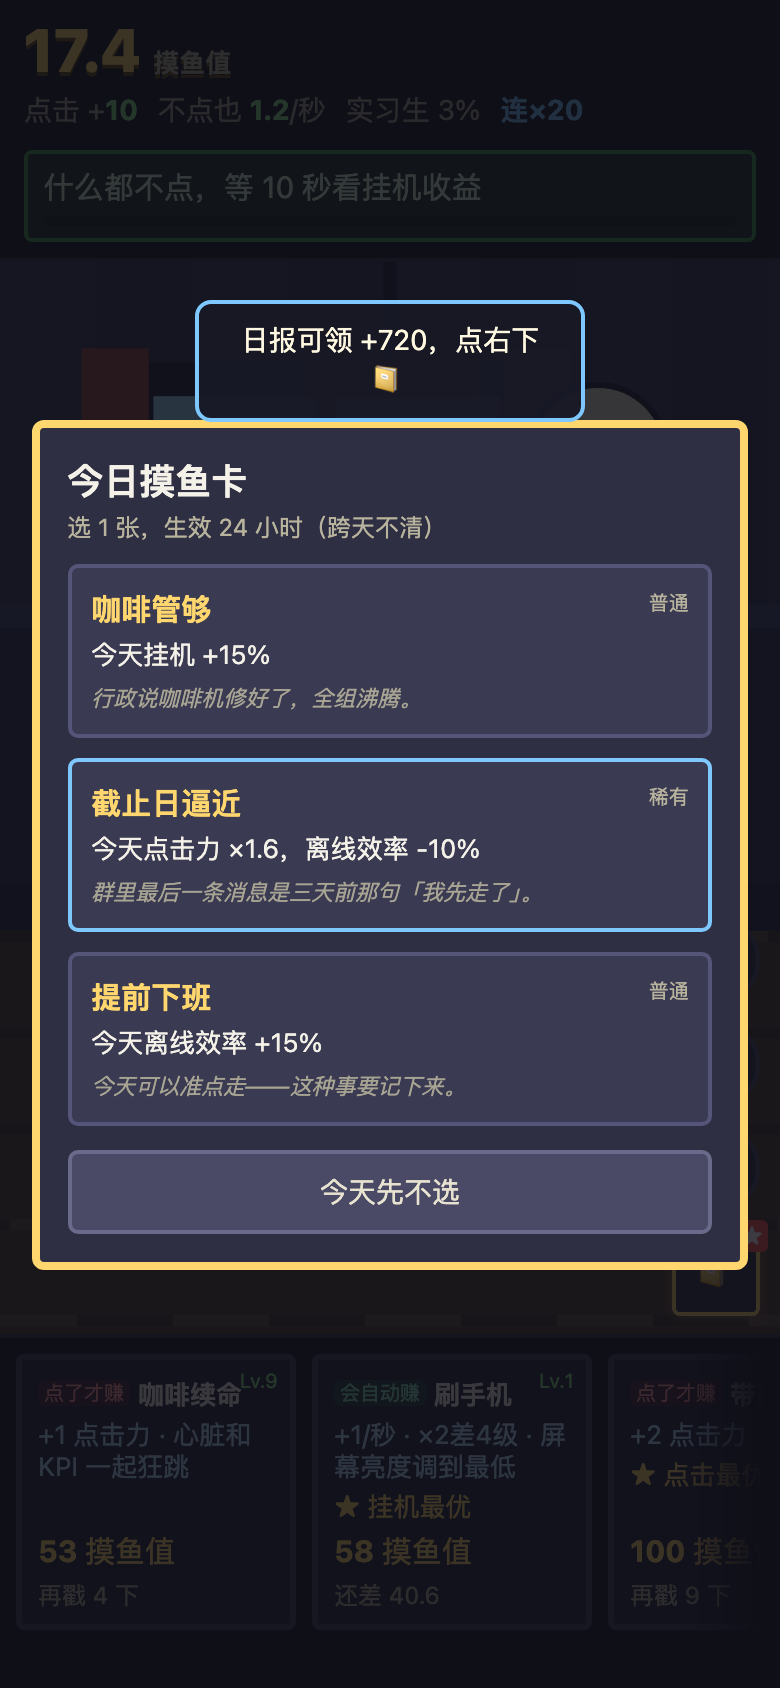 17.4 摸鱼值
点击 +10 不点也 1.2/秒 实习生 3% 连×20
什么都不点，等 10 秒看挂机收益
日报可领 +720，点右下
今日摸鱼卡
选 1 张，生效 24 小时（跨天不清）
咖啡管够 普通
今天挂机 +15%
行政说咖啡机修好了，全组沸腾。
截止日逼近 稀有
今天点击力 ×1.6，离线效率 -10%
群里最后一条消息是三天前那句「我先走了」。
提前下班 普通
今天离线效率 +15%
今天可以准点走——这种事要记下来。
今天先不选
点了才赚 咖啡续命 Lv.9
+1 点击力 · 心脏和
KPI 一起狂跳
53 摸鱼值
再戳 4 下
会自动赚 刷手机 Lv.1
+1/秒 · ×2差4级 · 屏
幕亮度调到最低
★ 挂机最优
58 摸鱼值
还差 40.6
点了才赚 带
+2 点击力
★ 点击最优
100 摸鱼
再戳 9 下